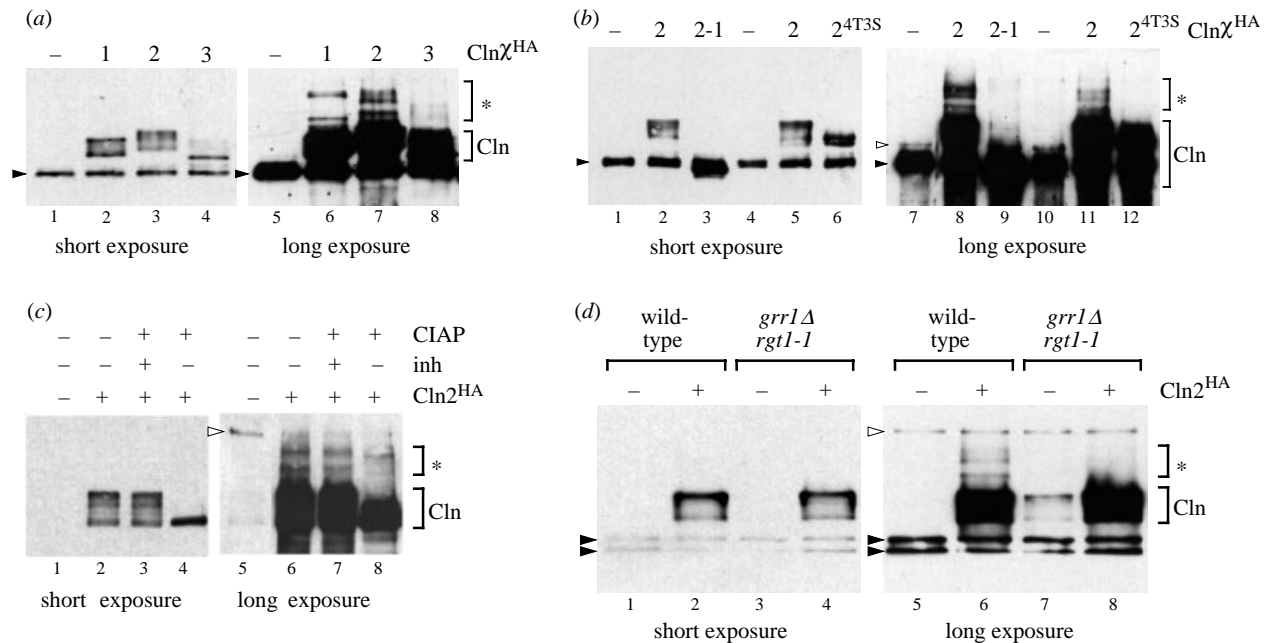 (a)
– 1 2 3 – 1 2 3 ClnχHA
*
Cln
1 2 3 4 5 6 7 8
short exposure long exposure
(b)
– 2 2-1 – 2 24T3S – 2 2-1 – 2 24T3S ClnχHA
*
Cln
1 2 3 4 5 6 7 8 9 10 11 12
short exposure long exposure
(c)
– – + + – – + + CIAP
– – + – – – + – inh
– + + + – + + + Cln2HA
*
Cln
1 2 3 4 5 6 7 8
short exposure long exposure
(d)
wild- grr1Δ wild- grr1Δ
type rgt1-1 type rgt1-1
– + – + – + – + Cln2HA
*
Cln
1 2 3 4 5 6 7 8
short exposure long exposure